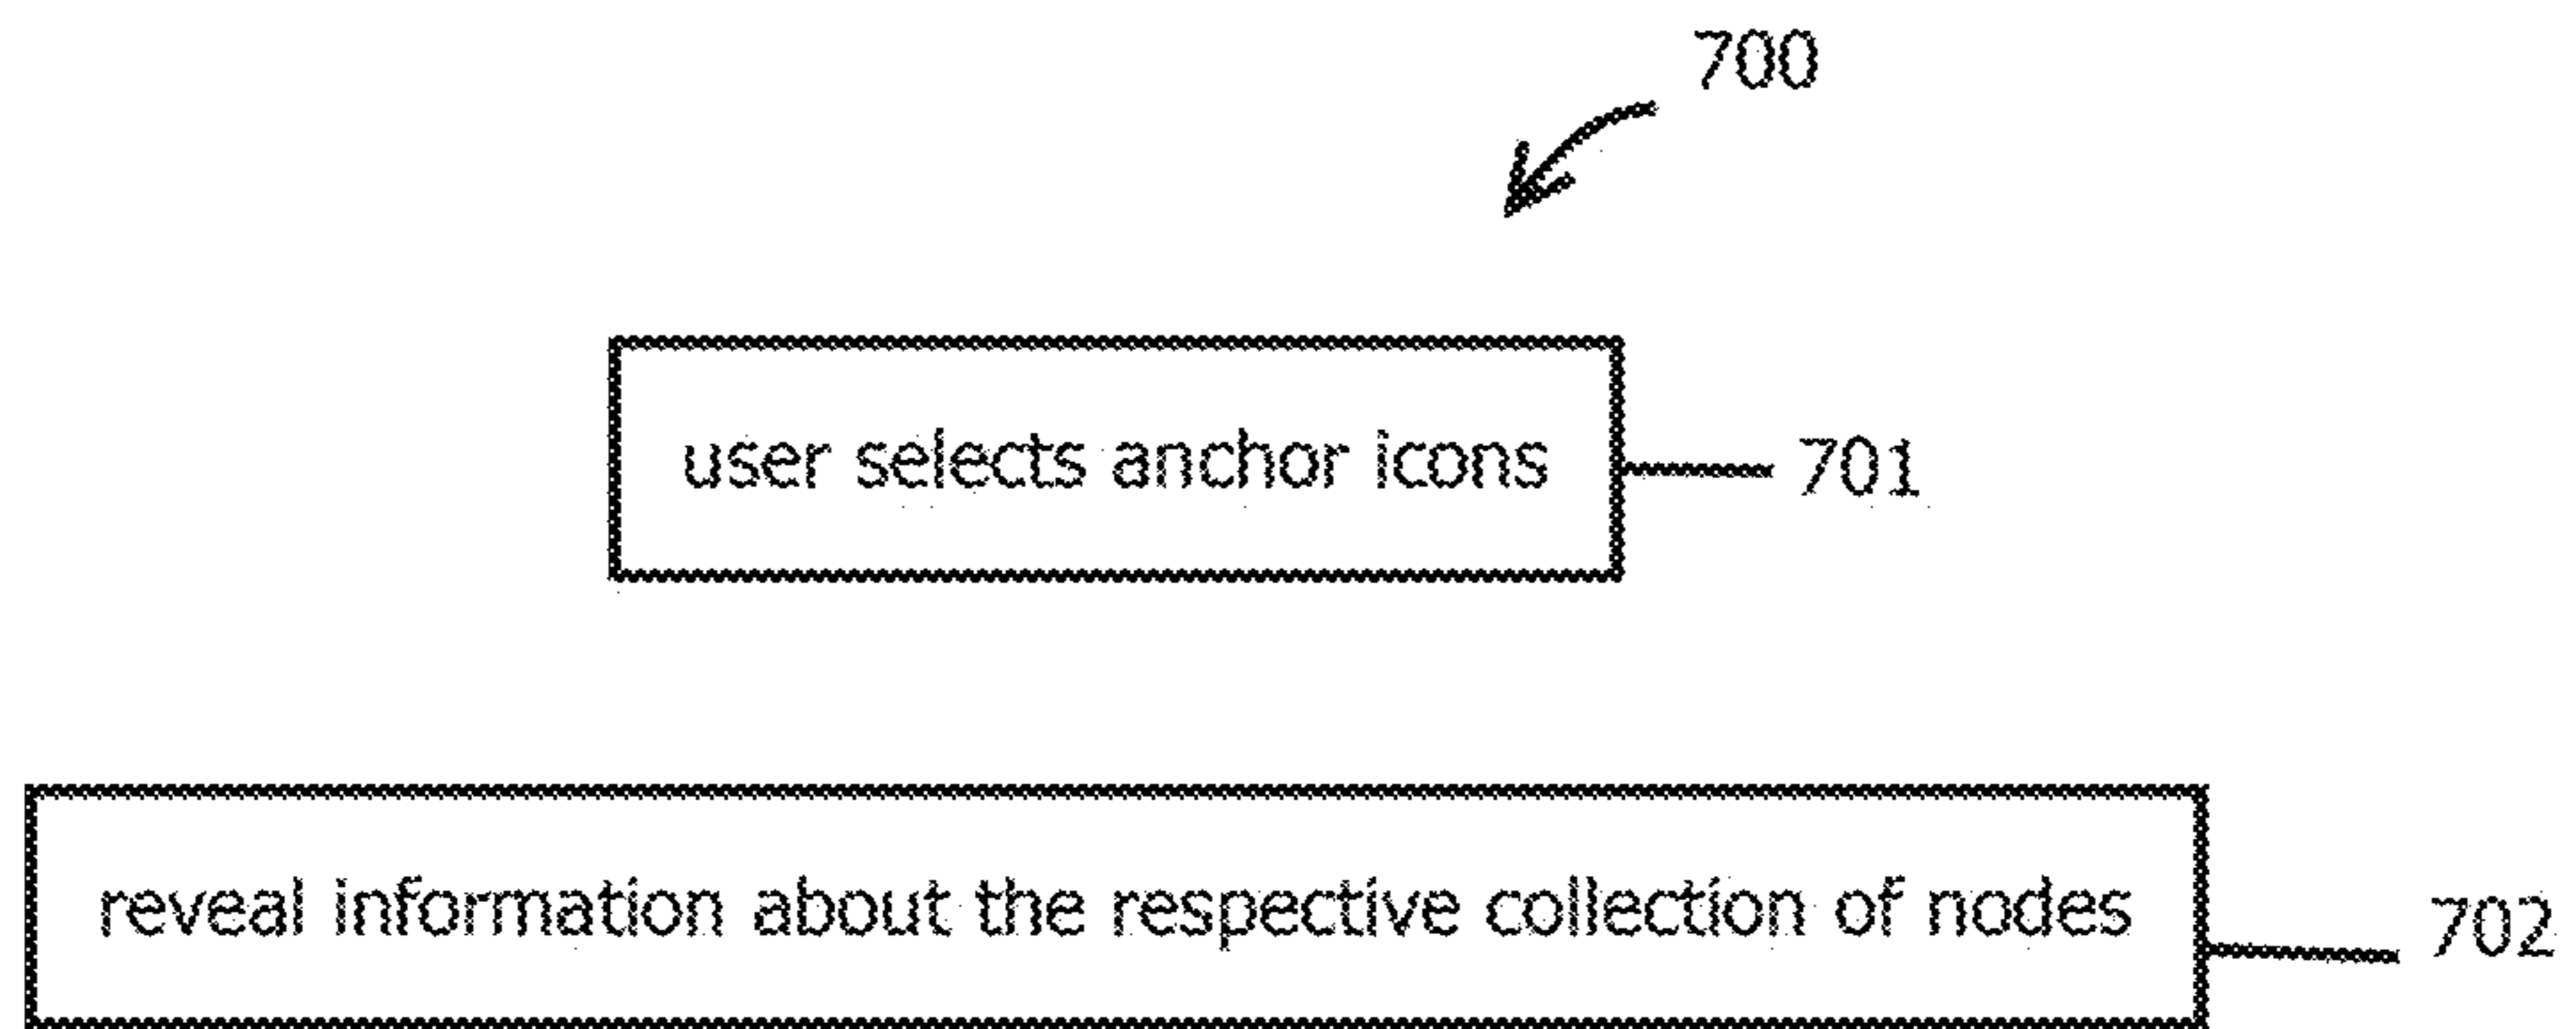 700
user selects anchor icons
701
reveal information about the respective collection of nodes
702